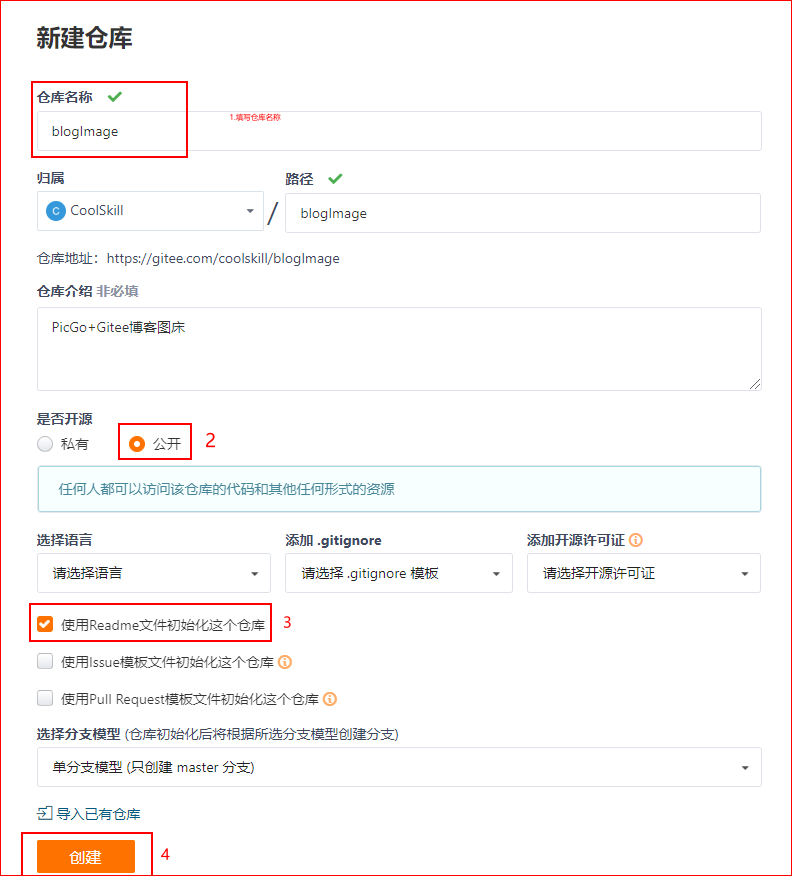 新建仓库
仓库名称
1.填写仓库名称
blogImage
归属
路径
C CoolSkill / blogImage
仓库地址：https://gitee.com/coolskill/blogImage
仓库介绍 非必填
PicGo+Gitee博客图床
是否开源
私有 公开 2
任何人都可以访问该仓库的代码和其他任何形式的资源
选择语言 添加 .gitignore 添加开源许可证
请选择语言 请选择 .gitignore 模板 请选择开源许可证
使用Readme文件初始化这个仓库 3
使用Issue模板文件初始化这个仓库
使用Pull Request模板文件初始化这个仓库
选择分支模型 (仓库初始化后将根据所选分支模型创建分支)
单分支模型 (只创建 master 分支)
导入已有仓库
创建 4